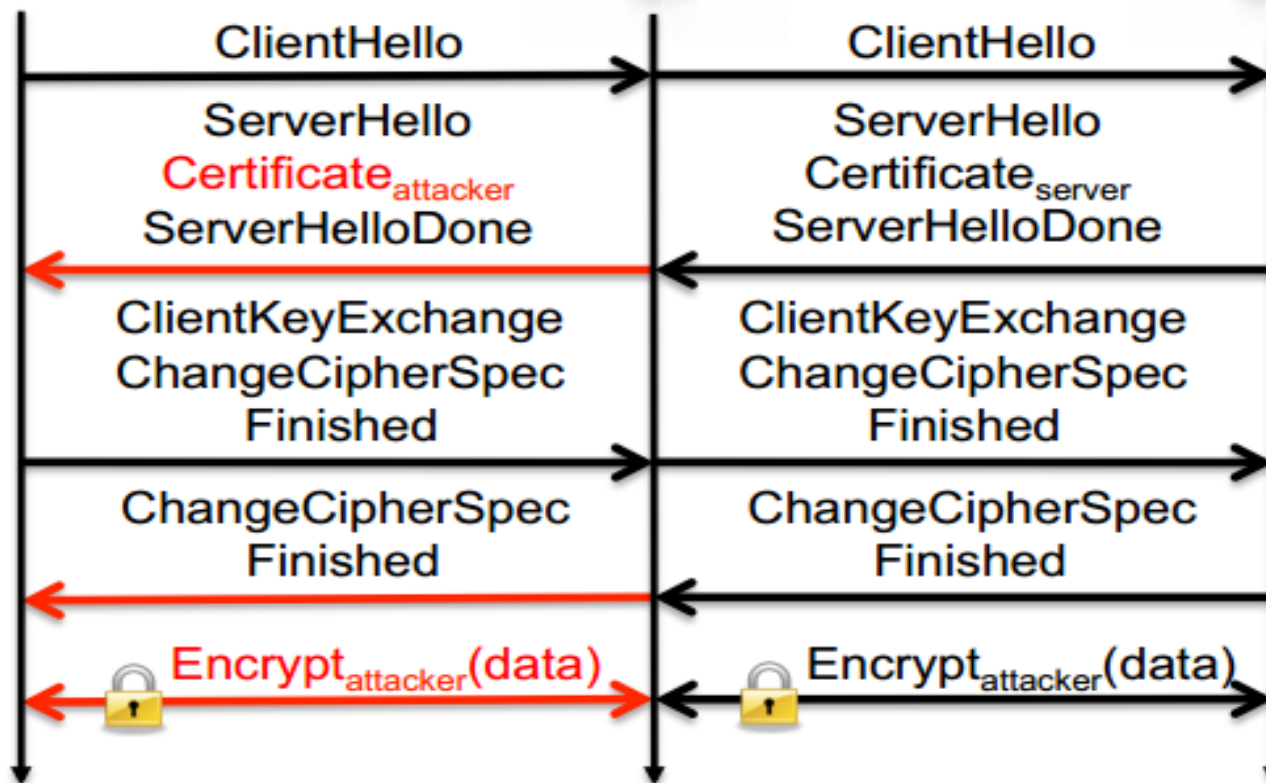 ClientHello
ClientHello
ServerHello
ServerHello
Certificateattacker
Certificateserver
ServerHelloDone
ServerHelloDone
ClientKeyExchange
ClientKeyExchange
ChangeCipherSpec
ChangeCipherSpec
Finished
Finished
ChangeCipherSpec
ChangeCipherSpec
Finished
Finished
Encryptattacker(data)
Encryptattacker(data)